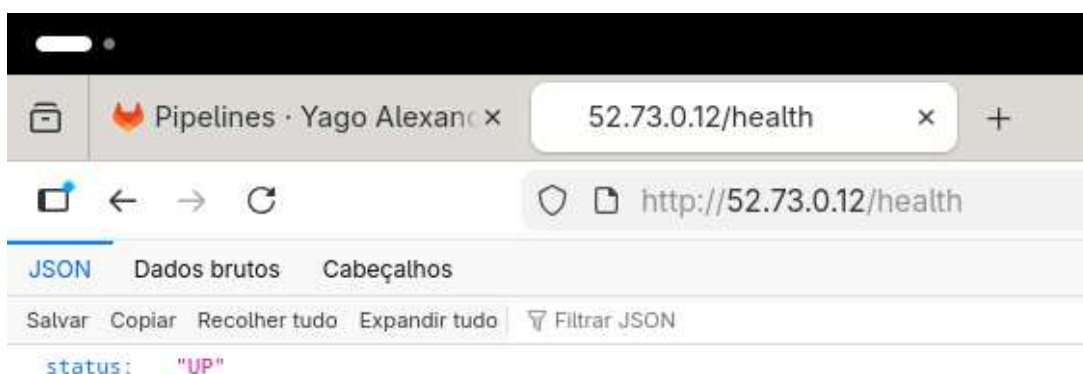 Pipelines · Yago Alexand
52.73.0.12/health
http://52.73.0.12/health
JSON Dados brutos Cabeçalhos
Salvar Copiar Recolher tudo Expandir tudo Filtrar JSON
status: "UP"